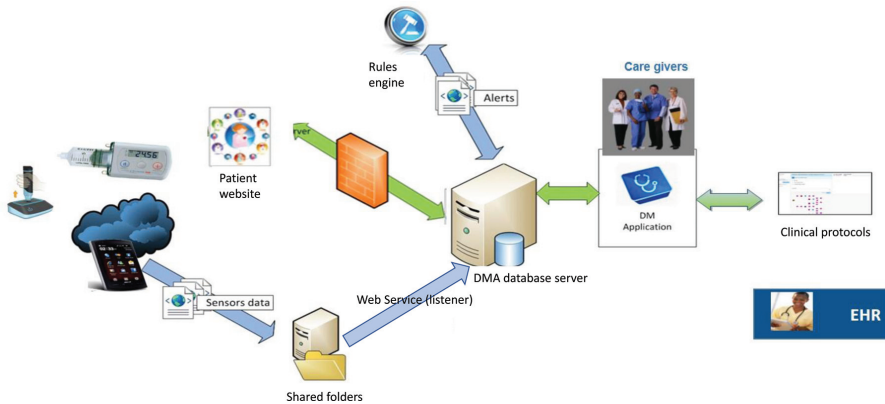 Rules
engine
Alerts
Care givers
erver
2456
Patient
website
DM
Application
Clinical protocols
DMA database server
Sensors data
Web Service (listener)
EHR
Shared folders